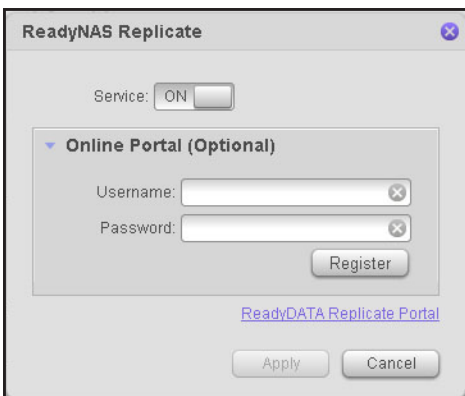 ReadyNAS Replicate
Service: ON
Online Portal (Optional)
Username:
Password:
Register
ReadyDATA Replicate Portal
Apply Cancel